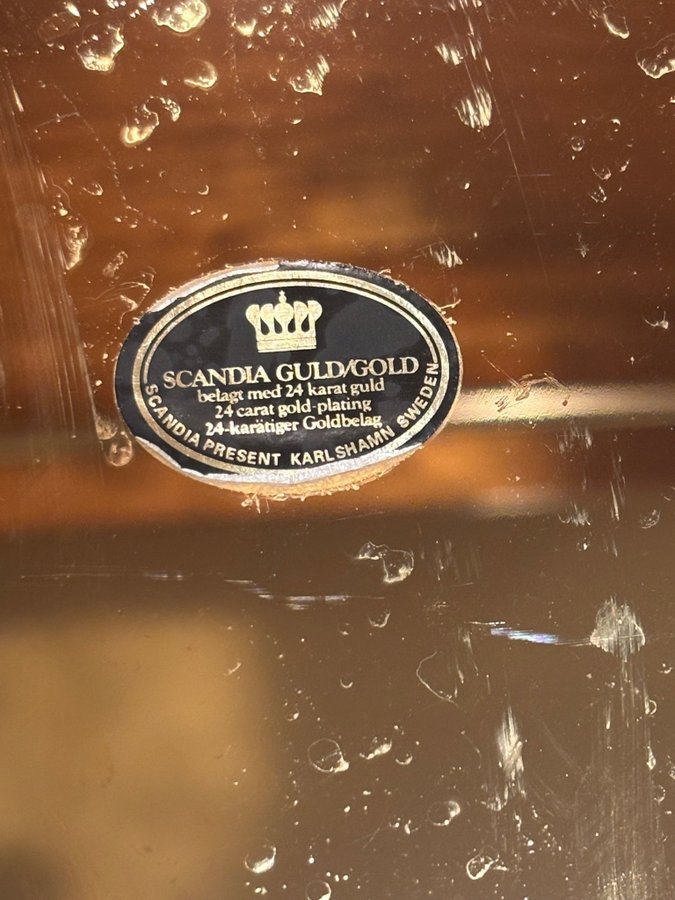 SCANDIA GULD/GOLD
belagt med 24 karat guld
24 carat gold-plating
24-karätiger Goldbelag
SCANDIA PRESENT KARLSHAMN SWEDEN